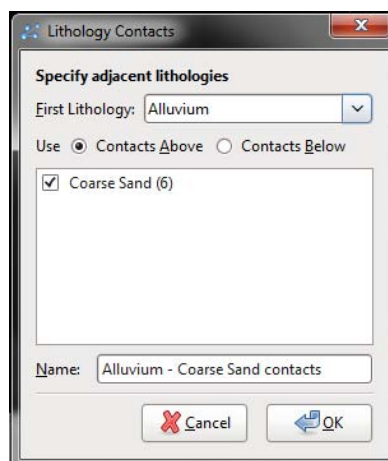 Lithology Contacts
Specify adjacent lithologies
First Lithology: Alluvium
Use Contacts Above Contacts Below
Coarse Sand (6)
Name: Alluvium - Coarse Sand contacts
Cancel OK